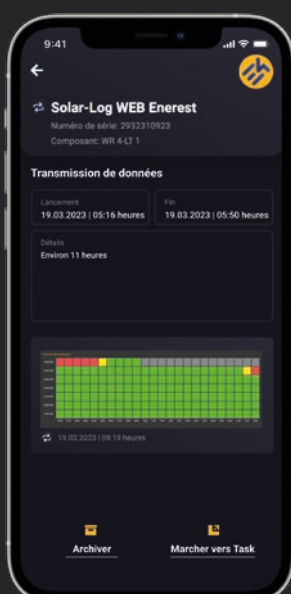 9:41
Solar-Log WEB Enerest
Numéro de série: 2932310923
Composant: WR 4-LT 1
Transmission de données
Lancement
19.03.2023 | 05:16 heures
Fin
19.03.2023 | 05:50 heures
Détails
Environ 11 heures
19.03.2023 | 09:19 heures
Archiver
Marcher vers Task